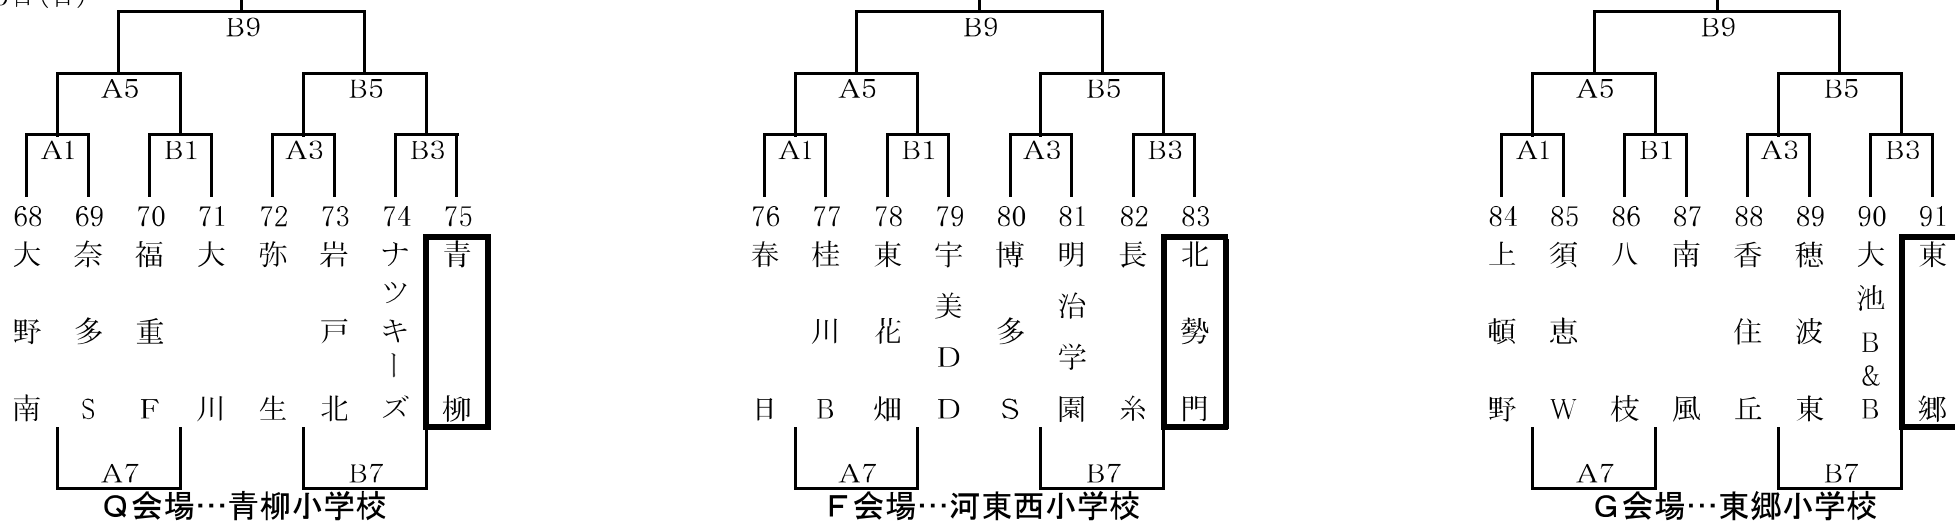 B9
A5 B5
A1 B1 A3 B3
68 69 70 71 72 73 74 75
大野南
奈多S
福重F
大川
弥生
岩戸北
ナツキーズ
青柳
A7 B7
Q会場…青柳小学校
B9
A5 B5
A1 B1 A3 B3
76 77 78 79 80 81 82 83
春日
桂川B
東花畑
宇美DD
博多S
明治学園
長糸
北勢門
A7 B7
F会場…河東西小学校
B9
A5 B5
A1 B1 A3 B3
84 85 86 87 88 89 90 91
上頓野
須恵W
八枝
南風
香住丘
穂波東
大池B&B
東郷
A7 B7
G会場…東郷小学校